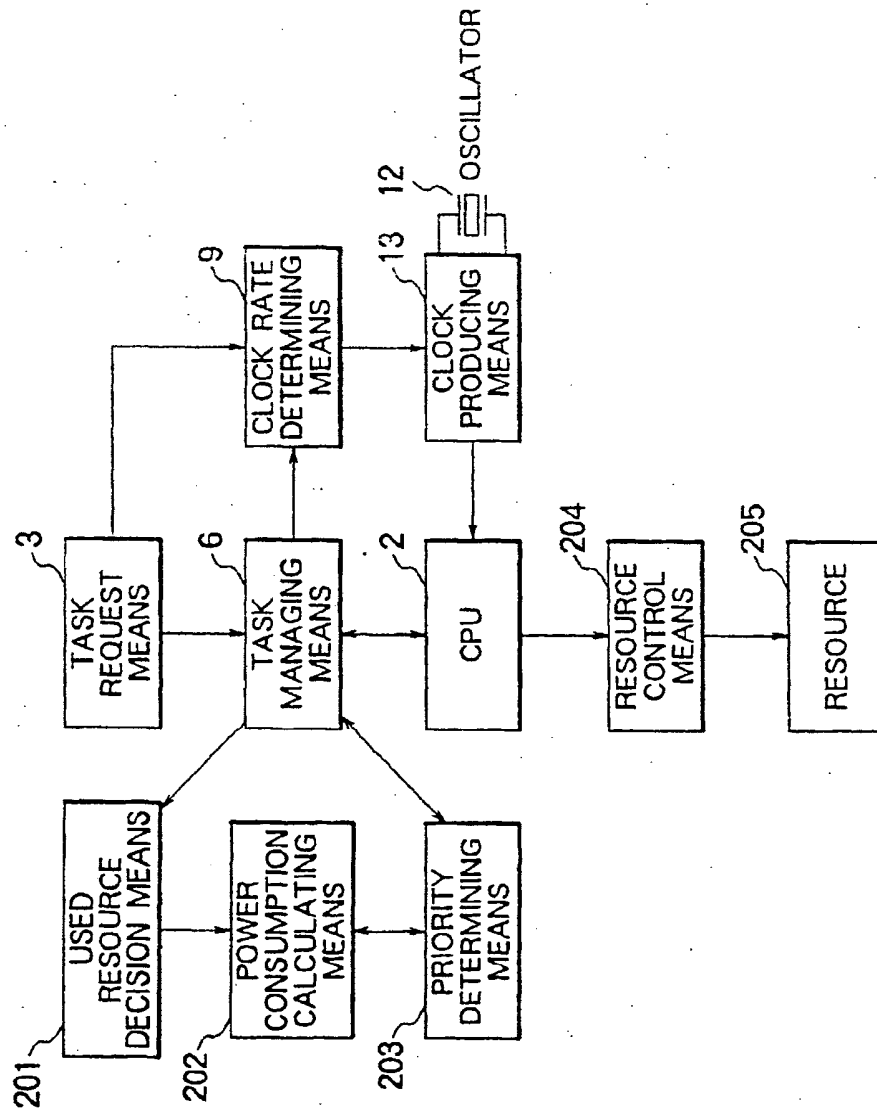 201
USED
RESOURCE
DECISION MEANS
202
POWER
CONSUMPTION
CALCULATING
MEANS
203
PRIORITY
DETERMINING
MEANS
3
TASK
REQUEST
MEANS
6
TASK
MANAGING
MEANS
2
CPU
204
RESOURCE
CONTROL
MEANS
205
RESOURCE
9
CLOCK RATE
DETERMINING
MEANS
13
CLOCK
PRODUCING
MEANS
12
OSCILLATOR